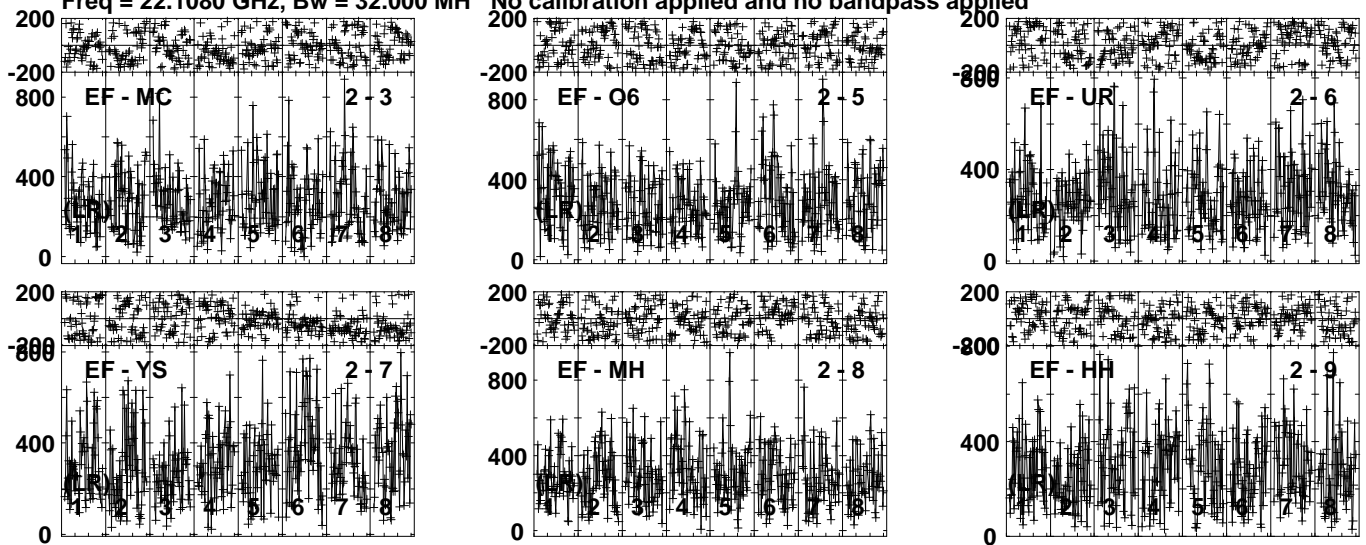 Freq = 22.1080 GHz, Bw = 32.000 MH No calibration applied and no bandpass applied
200 200 200
-200 -200 -200
800 EF - MC 2 - 3 800 EF - O6 2 - 5 800 EF - UR 2 - 6
400 400 400
(LR) (LR) (LR)
1 2 3 4 5 6 7 8 1 2 3 4 5 6 7 8 1 2 3 4 5 6 7 8
0 0 0
200 200 200
-200 -200 -200
800 EF - YS 2 - 7 800 EF - MH 2 - 8 800 EF - HH 2 - 9
400 400 400
(LR) (LR) (LR)
1 2 3 4 5 6 7 8 1 2 3 4 5 6 7 8 1 2 3 4 5 6 7 8
0 0 0